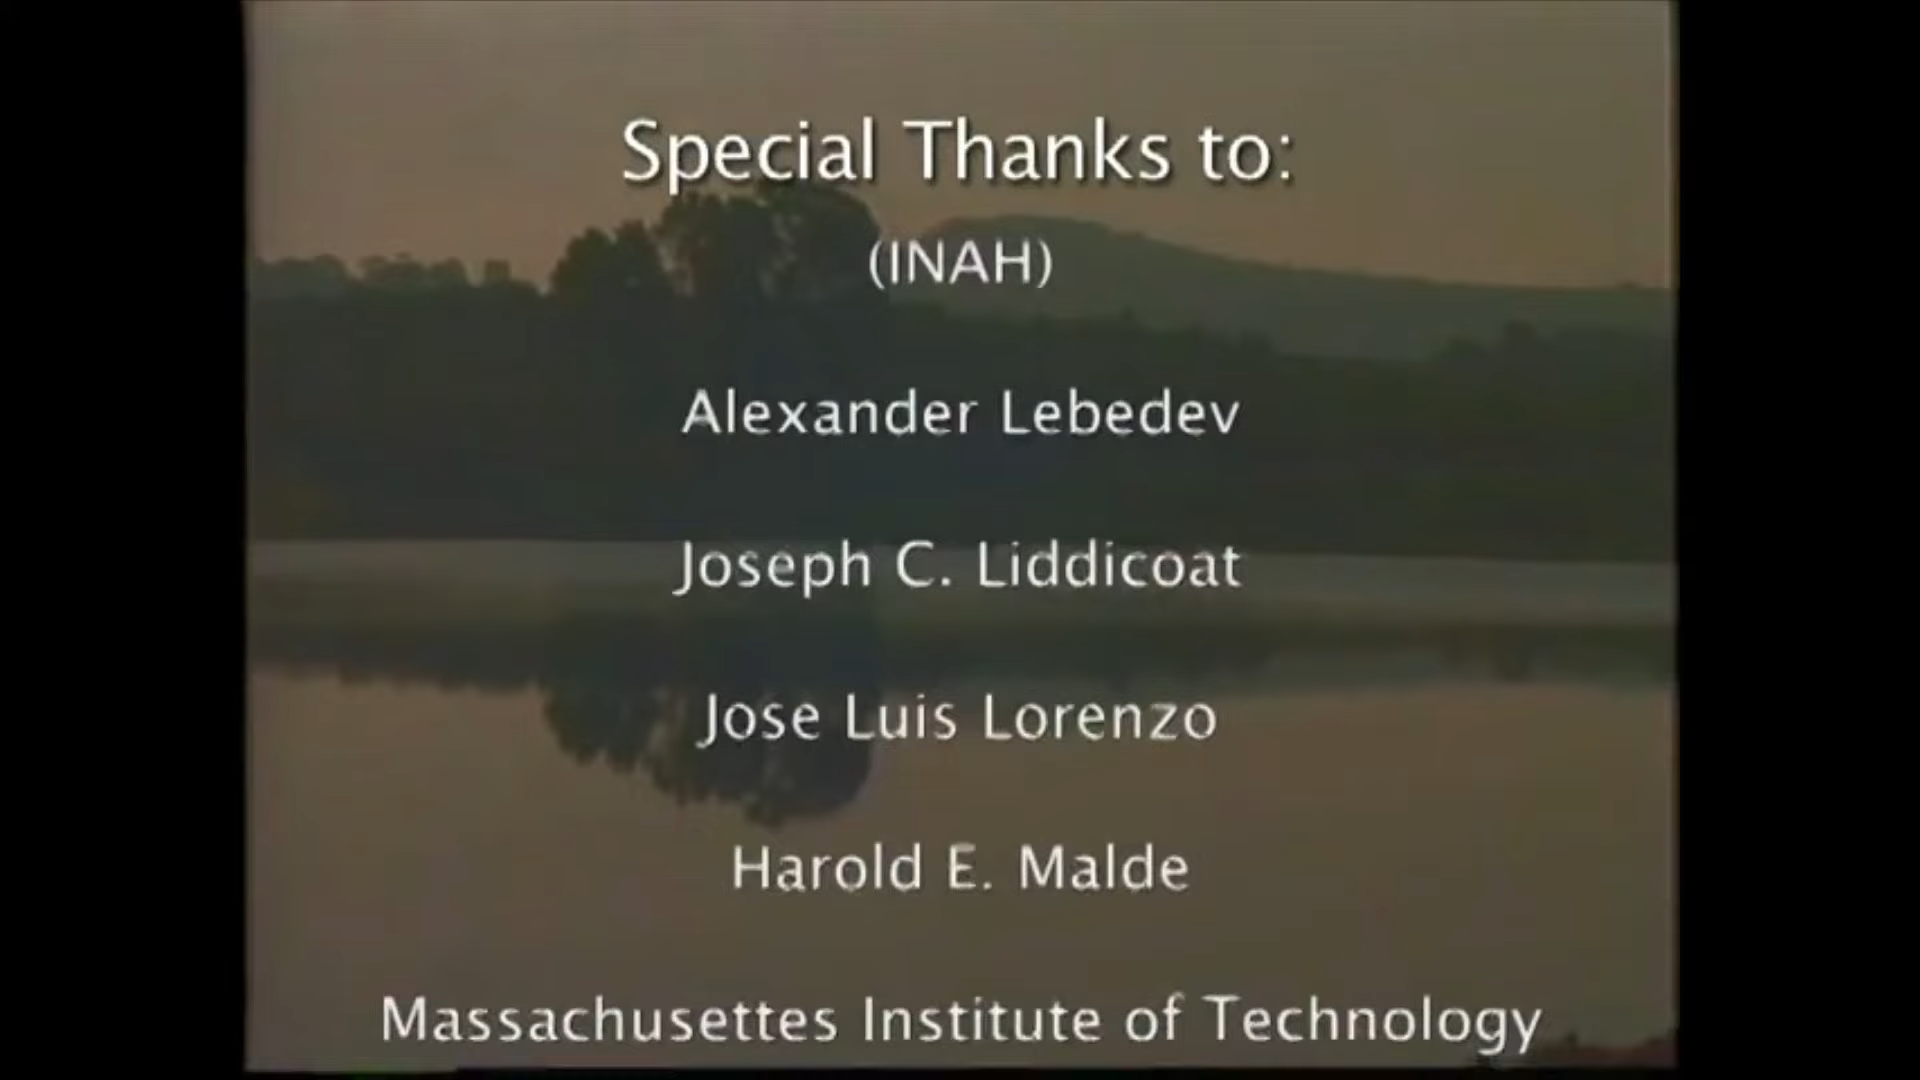 Special Thanks to:
(INAH)
Alexander Lebedev
Joseph C. Liddicoat
Jose Luis Lorenzo
Harold E. Malde
Massachusettes Institute of Technology